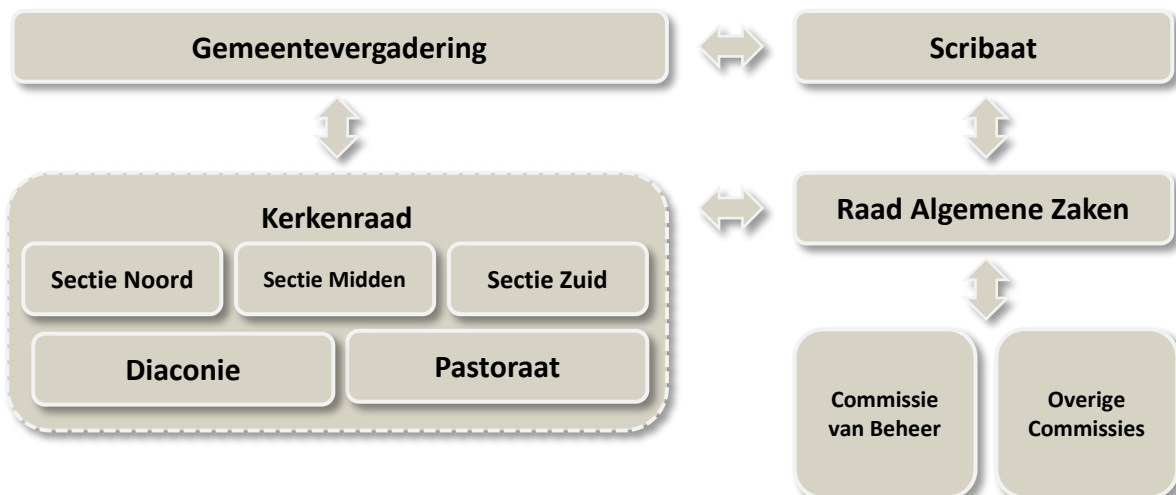 Gemeentevergadering
Scribaat
Kerkenraad
Raad Algemene Zaken
Sectie Noord
Sectie Midden
Sectie Zuid
Diaconie
Pastoraat
Commissie
van Beheer
Overige
Commissies